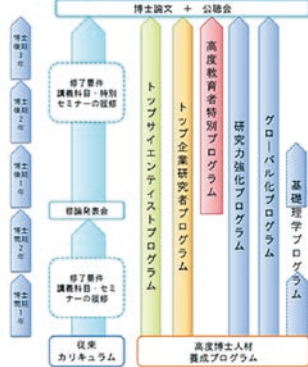 博士論文 + 公聴会
博士後期3年
博士後期2年
博士後期1年
博士前期2年
博士前期1年
修了要件
講義科目・特別
セミナーの履修
修論発表会
修了要件
講義科目・セミ
ナーの履修
従来
カリキュラム
トップサイエンティストプログラム
トップ企業研究者プログラム
高度教育者特別プログラム
研究力強化プログラム
グローバル化プログラム
基礎理学プログラム
高度博士人材
養成プログラム